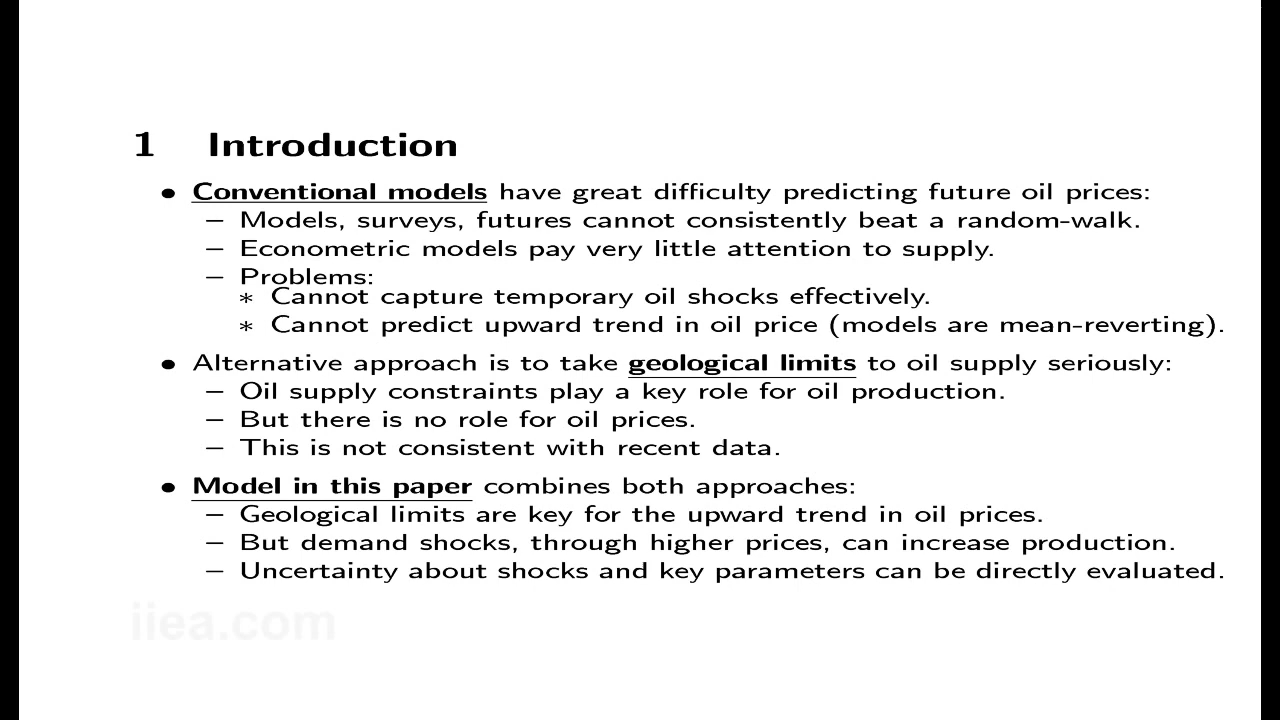 1 Introduction
• Conventional models have great difficulty predicting future oil prices:
– Models, surveys, futures cannot consistently beat a random-walk.
– Econometric models pay very little attention to supply.
– Problems:
∗ Cannot capture temporary oil shocks effectively.
∗ Cannot predict upward trend in oil price (models are mean-reverting).
• Alternative approach is to take geological limits to oil supply seriously:
– Oil supply constraints play a key role for oil production.
– But there is no role for oil prices.
– This is not consistent with recent data.
• Model in this paper combines both approaches:
– Geological limits are key for the upward trend in oil prices.
– But demand shocks, through higher prices, can increase production.
– Uncertainty about shocks and key parameters can be directly evaluated.
iiea.com